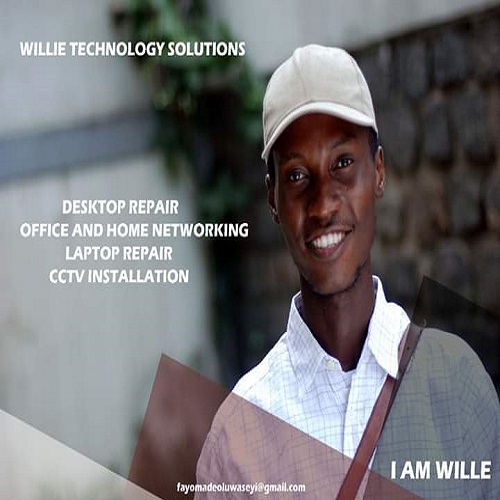 WILLIE TECHNOLOGY SOLUTIONS
DESKTOP REPAIR
OFFICE AND HOME NETWORKING
LAPTOP REPAIR
CCTV INSTALLATION
I AM WILLE
fayomadeoluwaseyi@gmail.com